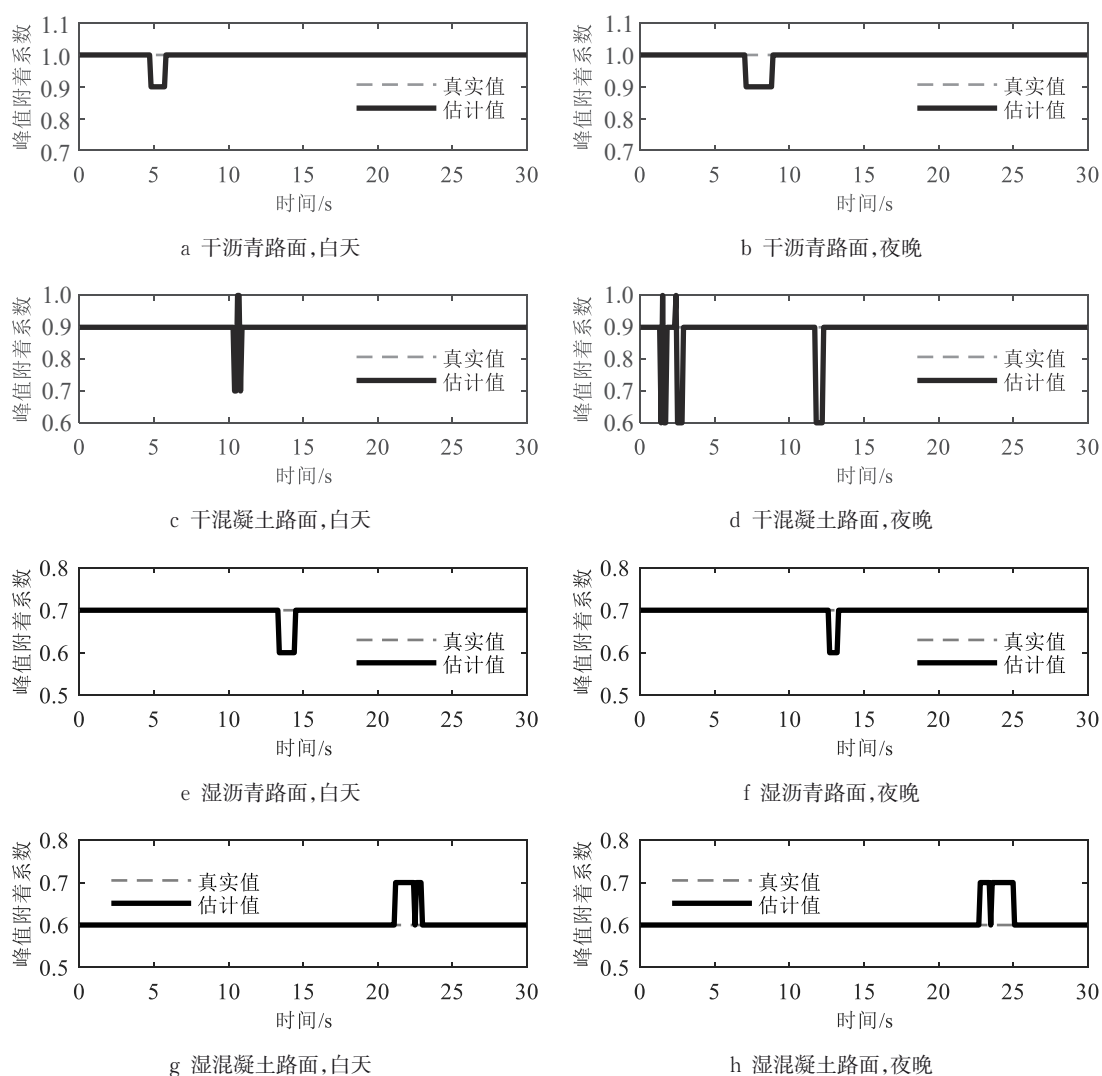 峰值附着系数
1.1
1.0
0.9
0.8
0.7
真实值
估计值
0 5 10 15 20 25 30
时间/s
a 干沥青路面,白天
峰值附着系数
1.1
1.0
0.9
0.8
0.7
真实值
估计值
0 5 10 15 20 25 30
时间/s
b 干沥青路面,夜晚
峰值附着系数
1.0
0.9
0.8
0.7
0.6
真实值
估计值
0 5 10 15 20 25 30
时间/s
c 干混凝土路面,白天
峰值附着系数
1.0
0.9
0.8
0.7
0.6
真实值
估计值
0 5 10 15 20 25 30
时间/s
d 干混凝土路面,夜晚
峰值附着系数
0.8
0.7
0.6
0.5
真实值
估计值
0 5 10 15 20 25 30
时间/s
e 湿沥青路面,白天
峰值附着系数
0.8
0.7
0.6
0.5
真实值
估计值
0 5 10 15 20 25 30
时间/s
f 湿沥青路面,夜晚
峰值附着系数
0.8
0.7
0.6
0.5
真实值
估计值
0 5 10 15 20 25 30
时间/s
g 湿混凝土路面,白天
峰值附着系数
0.8
0.7
0.6
0.5
真实值
估计值
0 5 10 15 20 25 30
时间/s
h 湿混凝土路面,夜晚